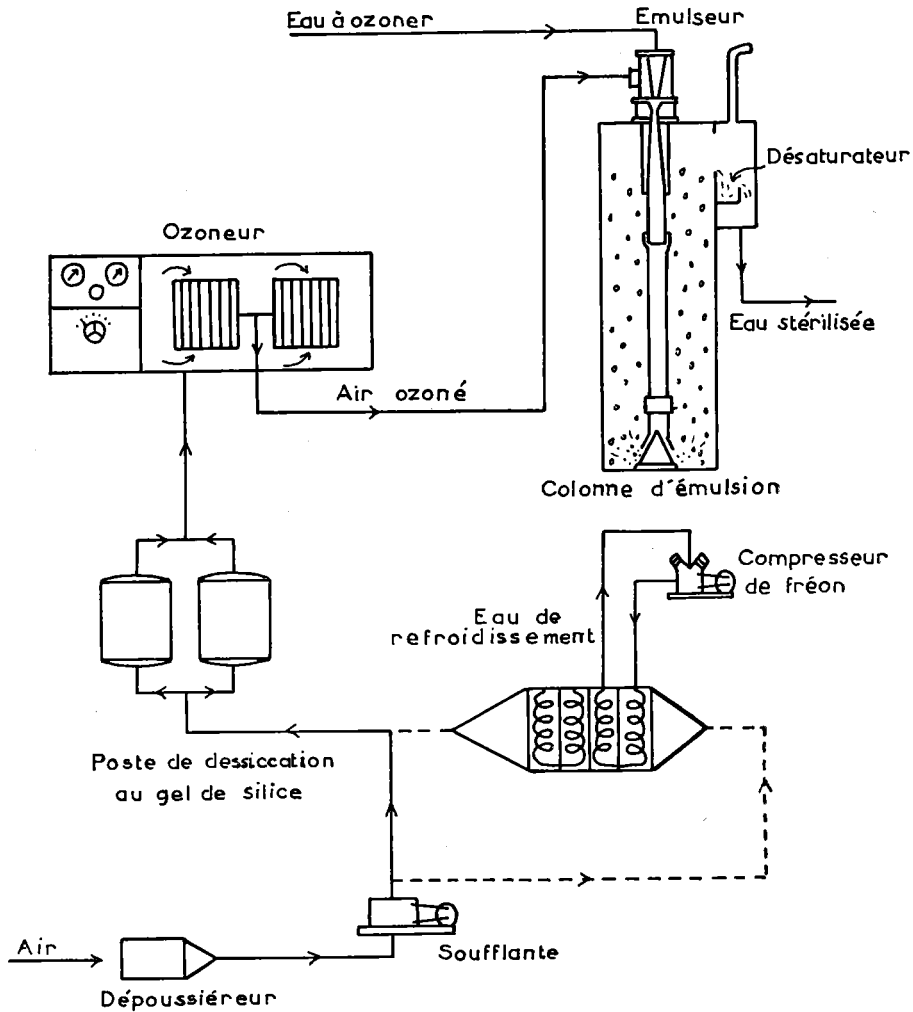 Eau à ozoner
Emulseur
Désaturateur
Ozoneur
Eau stérilisée
Air ozoné
Colonne d'émulsion
Compresseur
de fréon
Eau de
refroidissement
Poste de dessiccation
au gel de silice
Air
Soufflante
Dépoussiéreur